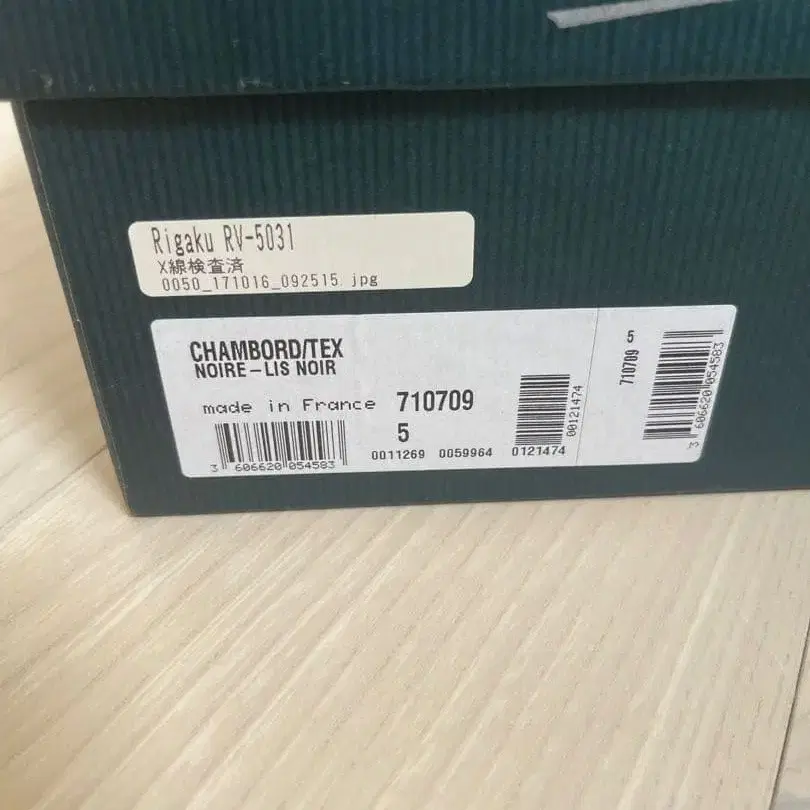 Rigaku RV-5031
X線検査済
0050_171016_092515.jpg
CHAMBORD/TEX
NOIRE-LIS NOIR
made in France 710709
5
3 606620 054583
0011269 0059964 0121474
00121474
5
710709
3 606620 054583